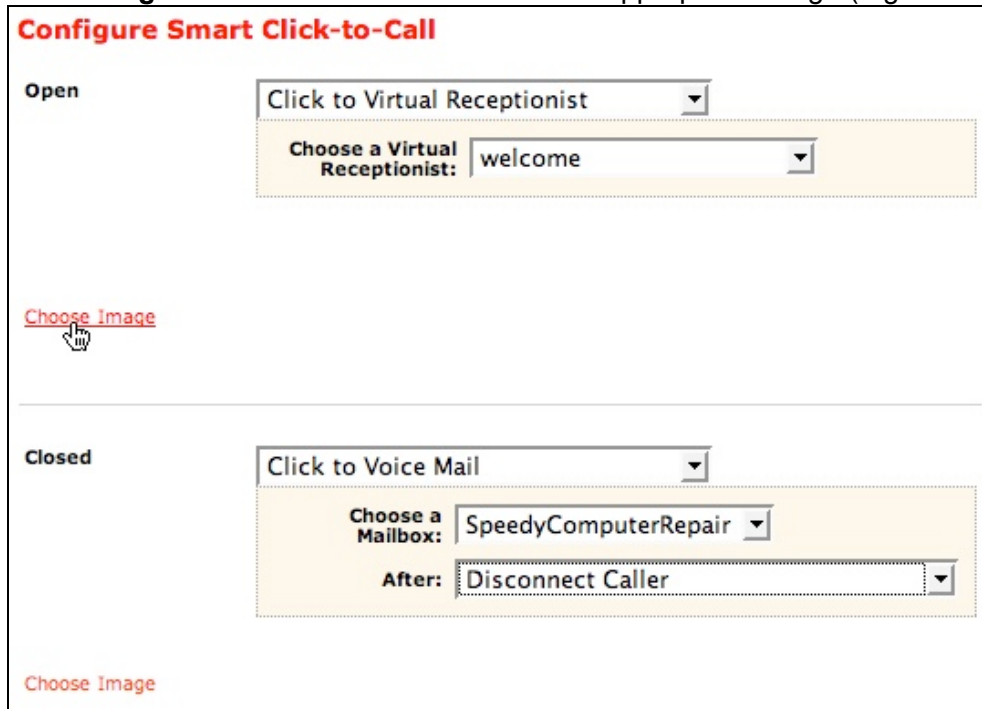 Configure Smart Click-to-Call
Open
Click to Virtual Receptionist
Choose a Virtual
Receptionist:
welcome
Choose Image
Closed
Click to Voice Mail
Choose a
Mailbox:
SpeedyComputerRepair
After:
Disconnect Caller
Choose Image